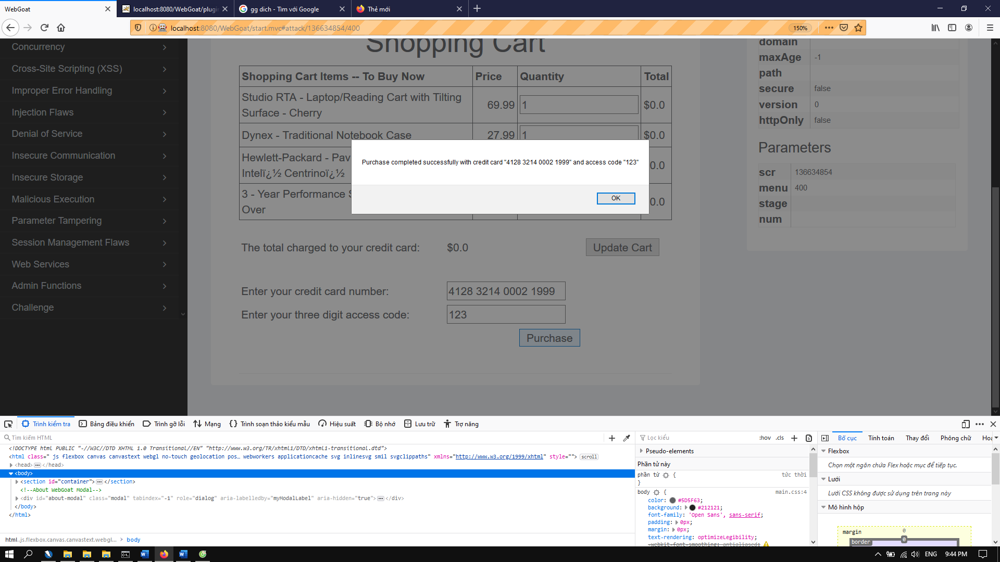 WebGoat
localhost:8080/WebGoat/plugi
gg dich - Tìm với Google
Thẻ mới
localhost:8080/WebGoat/start.mvc#attack/136634854/400
150%
Concurrency
Cross-Site Scripting (XSS)
Improper Error Handling
Injection Flaws
Denial of Service
Insecure Communication
Insecure Storage
Malicious Execution
Parameter Tampering
Session Management Flaws
Web Services
Admin Functions
Challenge
Shopping Cart
Shopping Cart Items -- To Buy Now Price Quantity Total
Studio RTA - Laptop/Reading Cart with Tilting
Surface - Cherry
69.99 1 $0.0
Dynex - Traditional Notebook Case 27.99 1 $0.0
Hewlett-Packard - Pav
Intelï¿½ Centrinoï¿½
0.0
3 - Year Performance S
Over
0.0
Purchase completed successfully with credit card "4128 3214 0002 1999" and access code "123"
OK
The total charged to your credit card: $0.0 Update Cart
Enter your credit card number: 4128 3214 0002 1999
Enter your three digit access code: 123
Purchase
domain
maxAge -1
path
secure false
version 0
httpOnly false
Parameters
scr 136634854
menu 400
stage
num
Trình kiểm tra Bảng điều khiển Trình gỡ lỗi Mạng Trình soạn thảo kiểu mẫu Hiệu suất Bộ nhớ Lưu trữ Trợ năng
Tìm kiếm HTML
<!DOCTYPE html PUBLIC "-//W3C//DTD XHTML 1.0 Transitional//EN" "http://www.w3.org/TR/xhtml1/DTD/xhtml1-transitional.dtd">
<html class=" js flexbox canvas canvastext webgl no-touch geolocation pos… webworkers applicationcache svg inlinesvg smil svgclippaths" xmlns="http://www.w3.org/1999/xhtml" style=""> scroll
<head> ••• </head>
<body>
<section id="container"> ••• </section>
<!--About WebGoat Modal-->
<div id="about-modal" class="modal" tabindex="-1" role="dialog" aria-labelledby="myModalLabel" aria-hidden="true"> ••• </div>
</body>
</html>
html.js.flexbox.canvas.canvastext.webgl... > body
Lọc kiểu :hov .cls
Pseudo-elements
Phần tử này
phần tử { tức thời
}
body { main.css:4
color: #5D5F63;
background: #212121;
font-family: 'Open Sans', sans-serif;
padding: 0px;
margin: 0px;
text-rendering: optimizeLegibility;
-webkit-font-smoothing: antialiased;
Bố cục Tính toán Thay đổi Phông chữ Hoạ
Flexbox
Chọn một ngăn chứa Flex hoặc mục để tiếp tục.
Lưới
Lưới CSS không được sử dụng trên trang này
Mô hình hộp
margin 0
border 0
ENG 9:44 PM